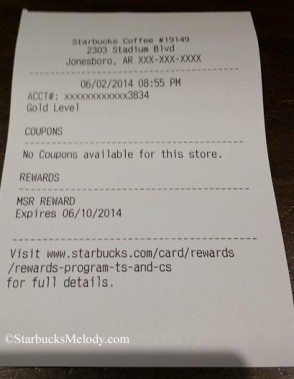 Starbucks Coffee #19149
2303 Stadium Blvd
Jonesboro, AR XXX-XXX-XXXX
06/02/2014 08:55 PM
ACCT#: xxxxxxxxxxxx3834
Gold Level
COUPONS
No Coupons available for this store.
REWARDS
MSR REWARD
Expires 06/10/2014
Visit www.starbucks.com/card/rewards
/rewards-program-ts-and-cs
for full details.
©StarbucksMelody.com